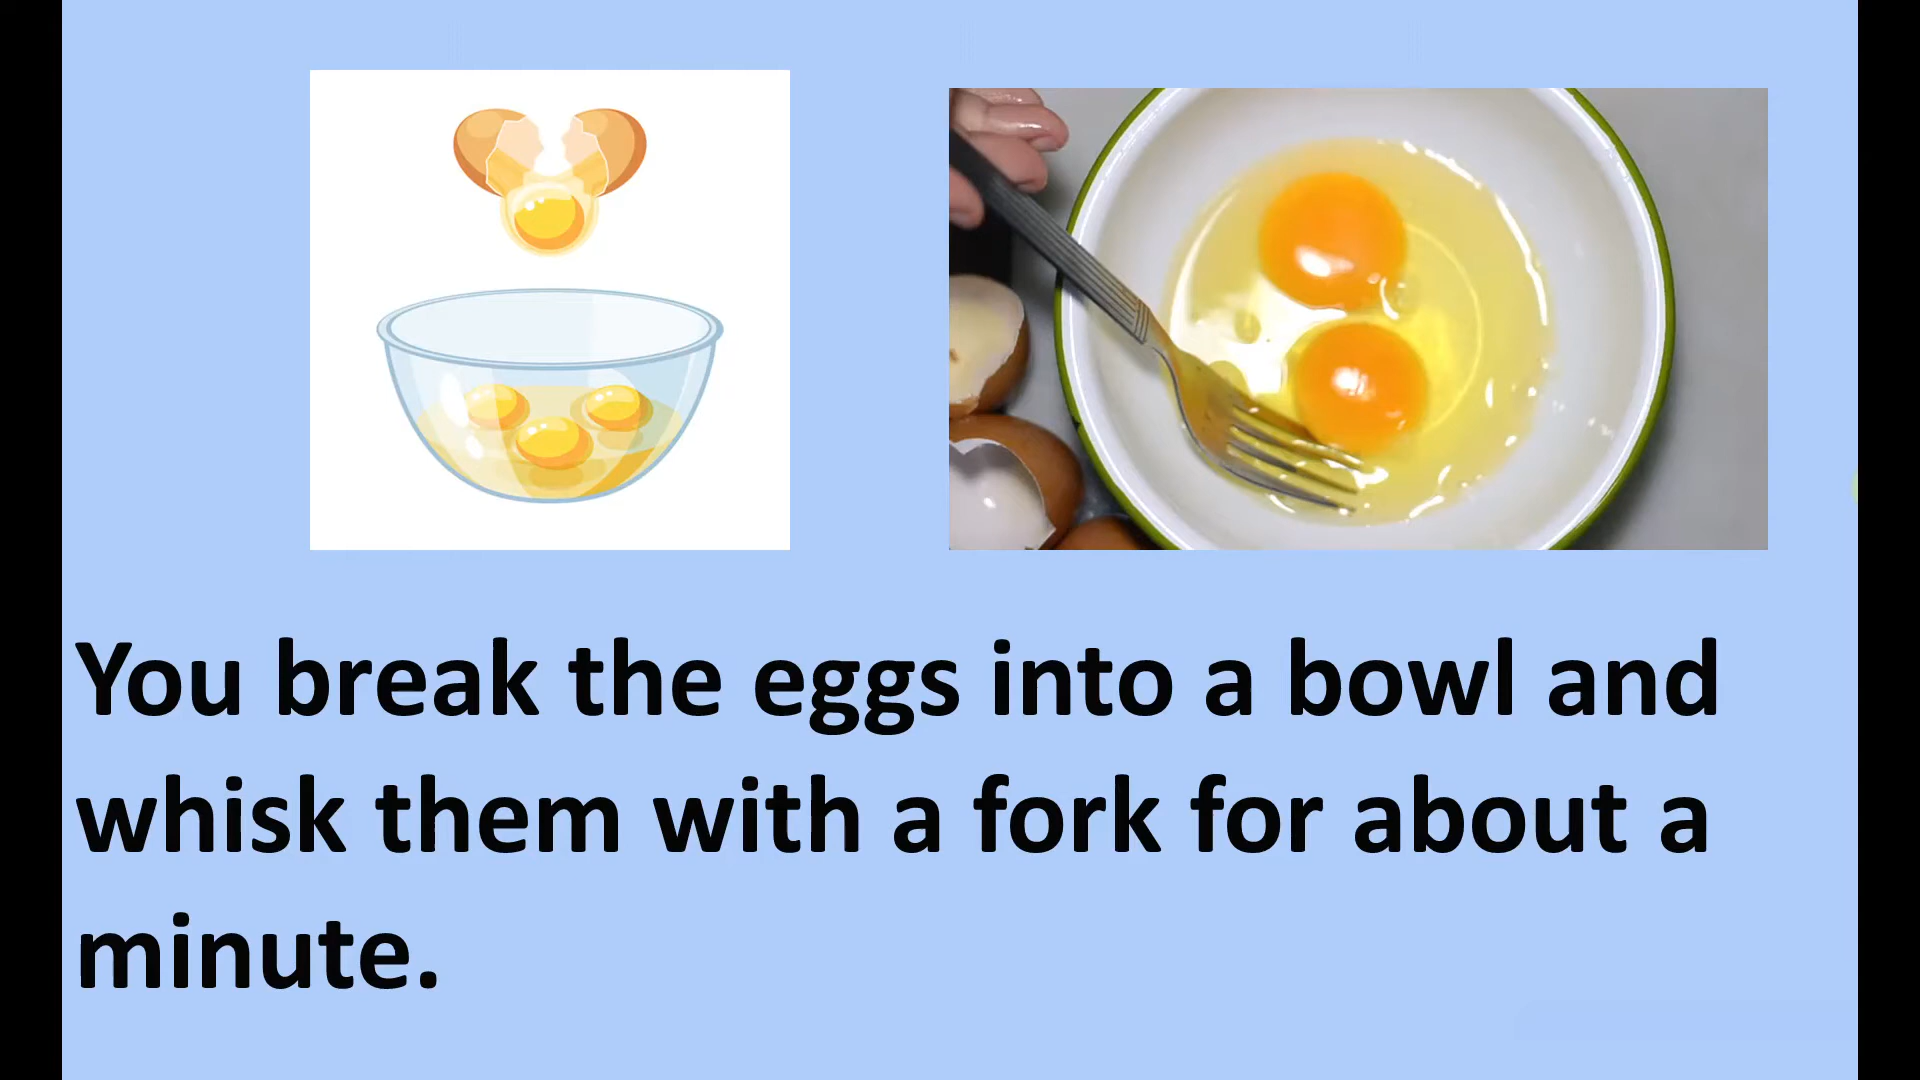 You break the eggs into a bowl and
whisk them with a fork for about a
minute.